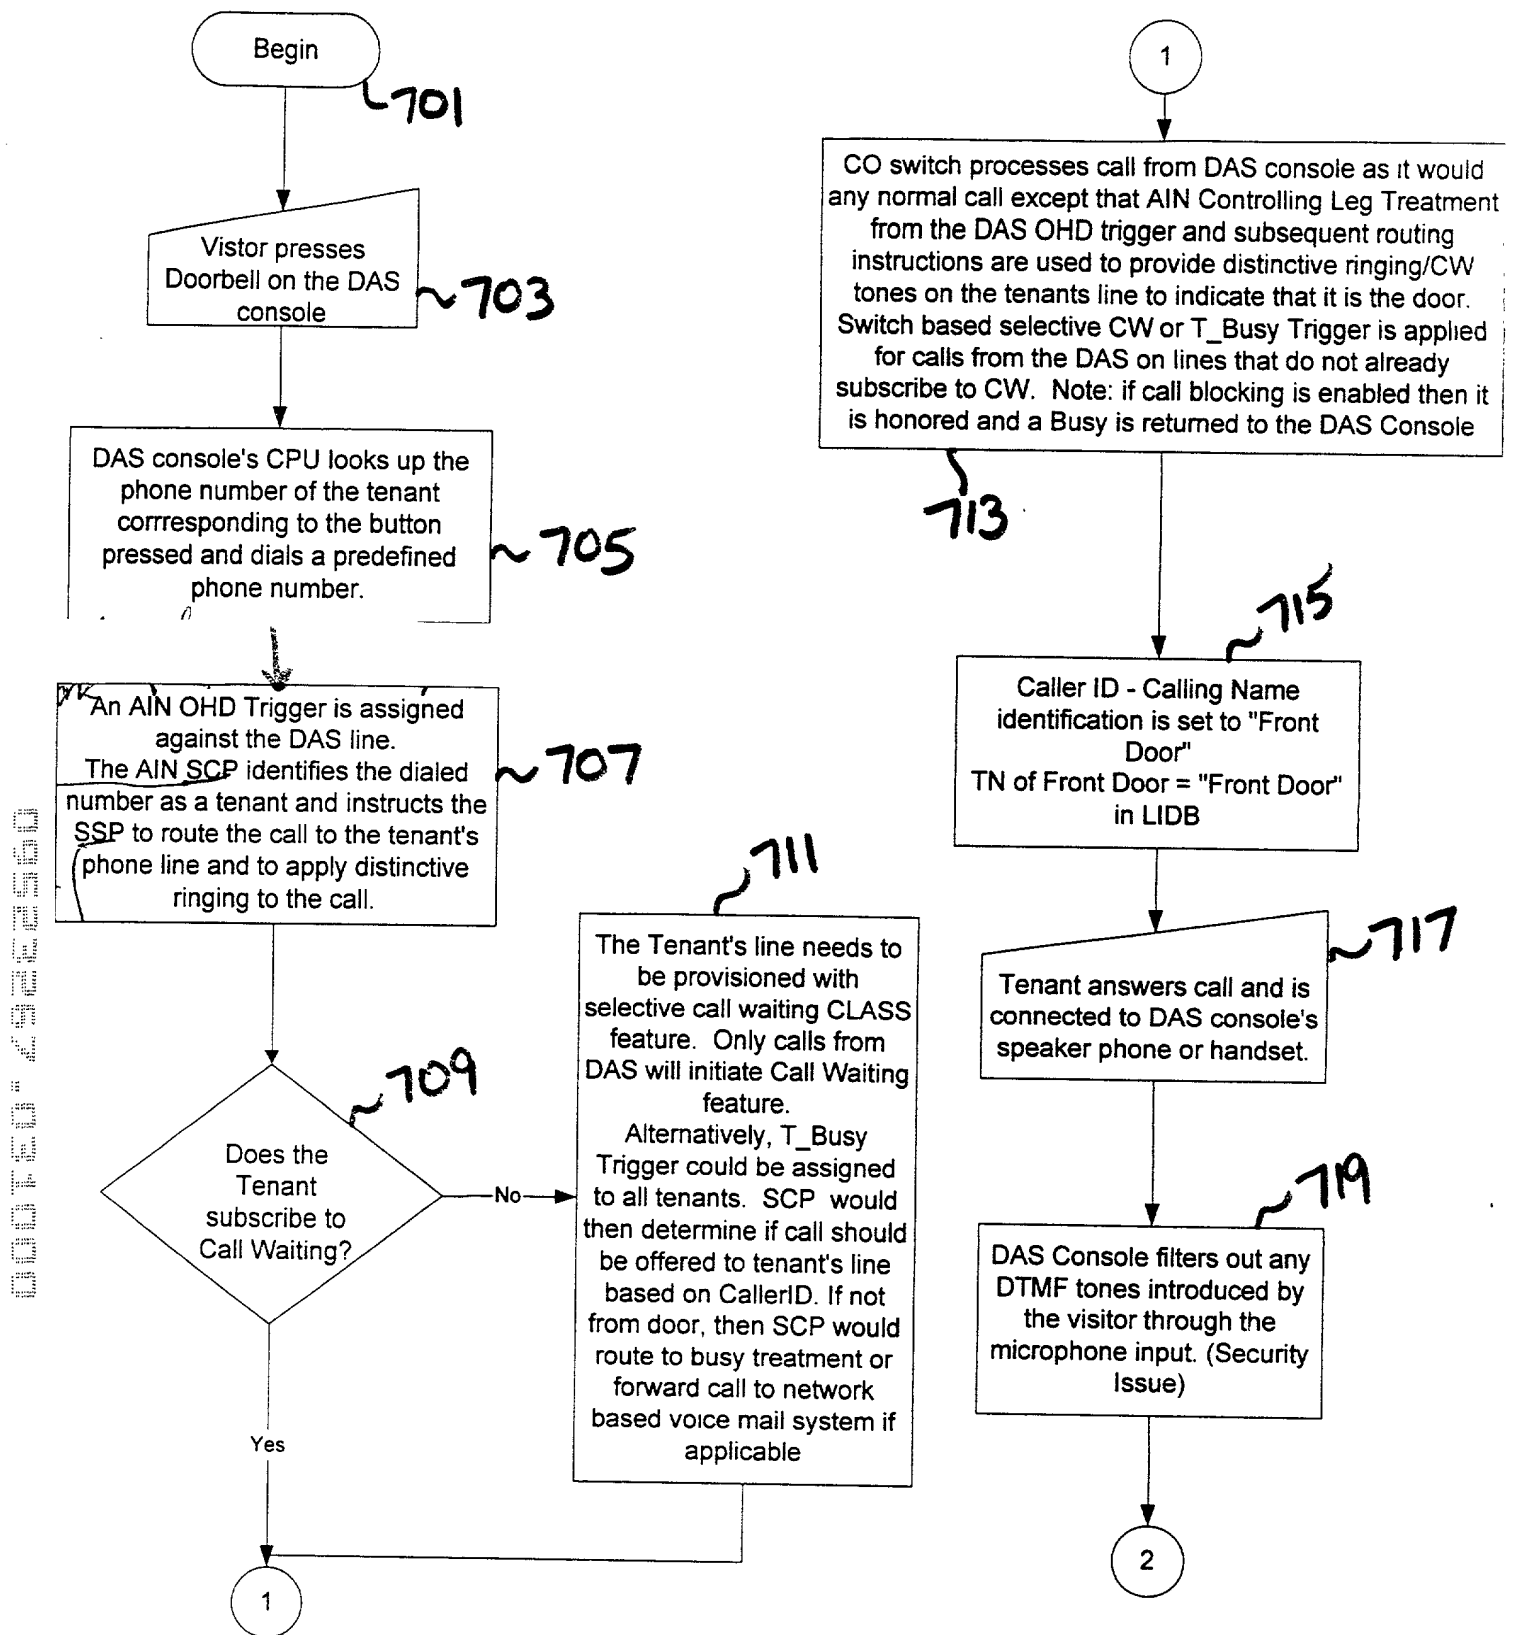 Begin
701
Vistor presses
Doorbell on the DAS
console
703
DAS console's CPU looks up the
phone number of the tenant
corrresponding to the button
pressed and dials a predefined
phone number.
705
An AIN OHD Trigger is assigned
against the DAS line.
The AIN SCP identifies the dialed
number as a tenant and instructs the
SSP to route the call to the tenant's
phone line and to apply distinctive
ringing to the call.
707
Does the
Tenant
subscribe to
Call Waiting?
709
No
Yes
711
The Tenant's line needs to
be provisioned with
selective call waiting CLASS
feature. Only calls from
DAS will initiate Call Waiting
feature.
Alternatively, T_Busy
Trigger could be assigned
to all tenants. SCP would
then determine if call should
be offered to tenant's line
based on CallerID. If not
from door, then SCP would
route to busy treatment or
forward call to network
based voice mail system if
applicable
1
1
CO switch processes call from DAS console as it would
any normal call except that AIN Controlling Leg Treatment
from the DAS OHD trigger and subsequent routing
instructions are used to provide distinctive ringing/CW
tones on the tenants line to indicate that it is the door.
Switch based selective CW or T_Busy Trigger is applied
for calls from the DAS on lines that do not already
subscribe to CW. Note: if call blocking is enabled then it
is honored and a Busy is returned to the DAS Console
713
715
Caller ID - Calling Name
identification is set to "Front
Door"
TN of Front Door = "Front Door"
in LIDB
717
Tenant answers call and is
connected to DAS console's
speaker phone or handset.
719
DAS Console filters out any
DTMF tones introduced by
the visitor through the
microphone input. (Security
Issue)
2